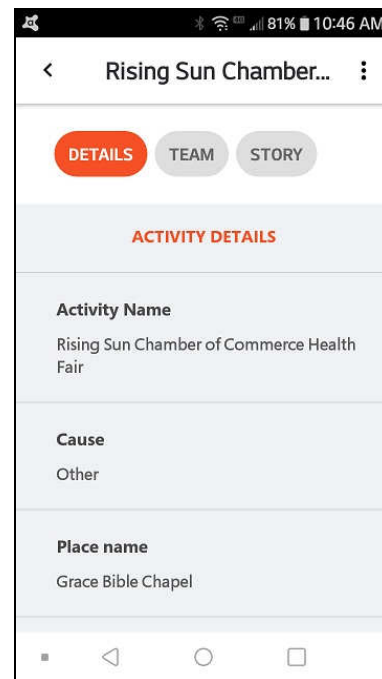 81% 10:46 AM
Rising Sun Chamber...
DETAILS TEAM STORY
ACTIVITY DETAILS
Activity Name
Rising Sun Chamber of Commerce Health
Fair
Cause
Other
Place name
Grace Bible Chapel